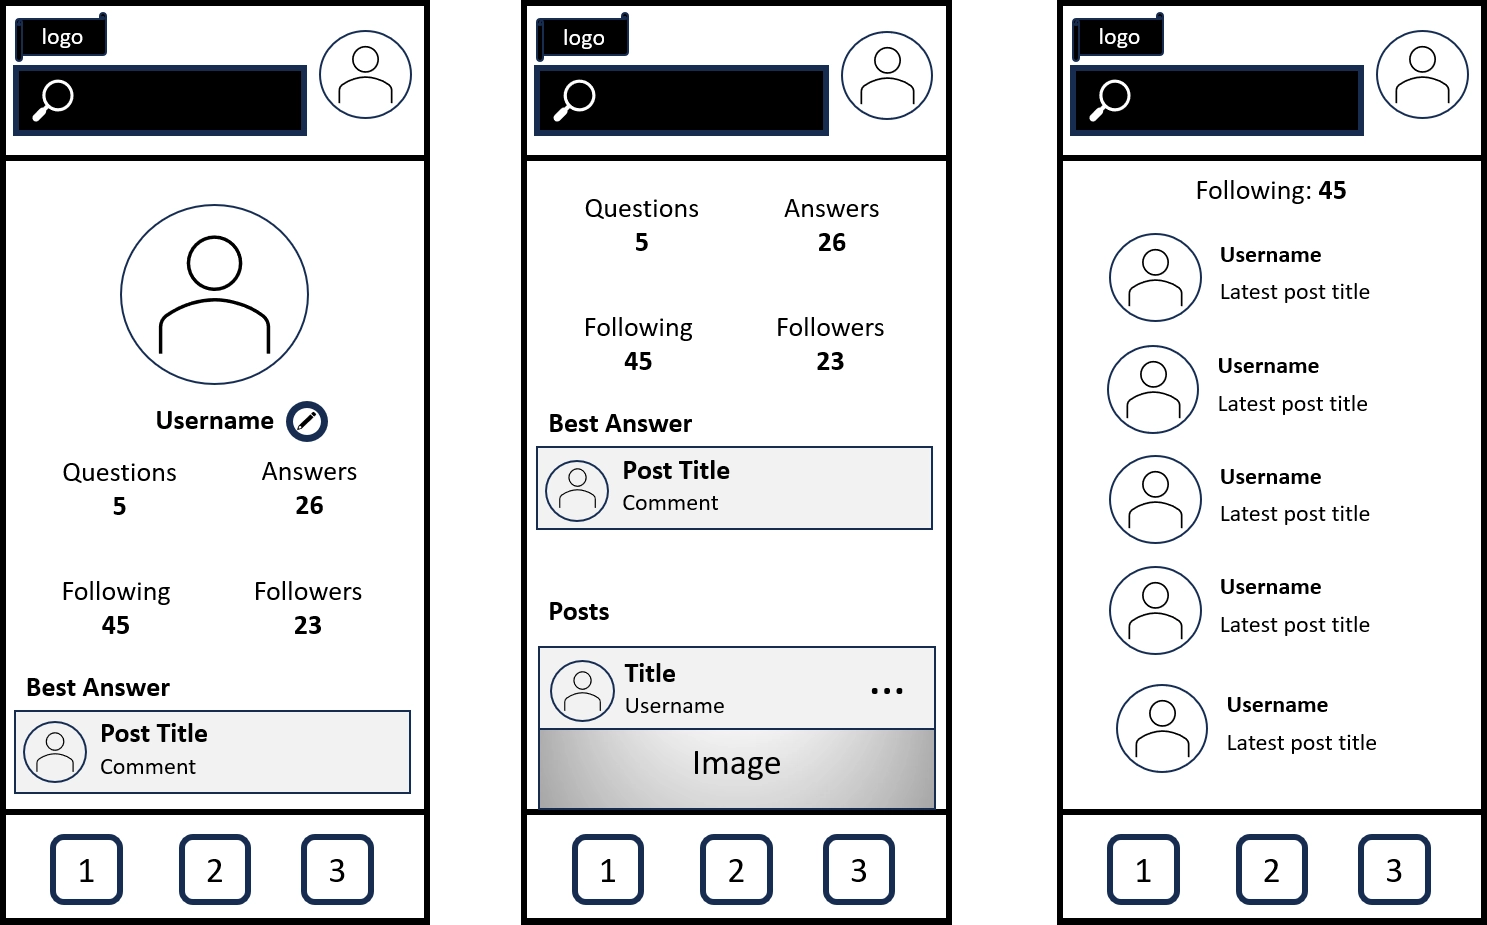 logo
Username
Questions Answers
5 26
Following Followers
45 23
Best Answer
Post Title
Comment
1 2 3
logo
Questions Answers
5 26
Following Followers
45 23
Best Answer
Post Title
Comment
Posts
Title
Username
...
Image
1 2 3
logo
Following: 45
Username
Latest post title
Username
Latest post title
Username
Latest post title
Username
Latest post title
Username
Latest post title
1 2 3